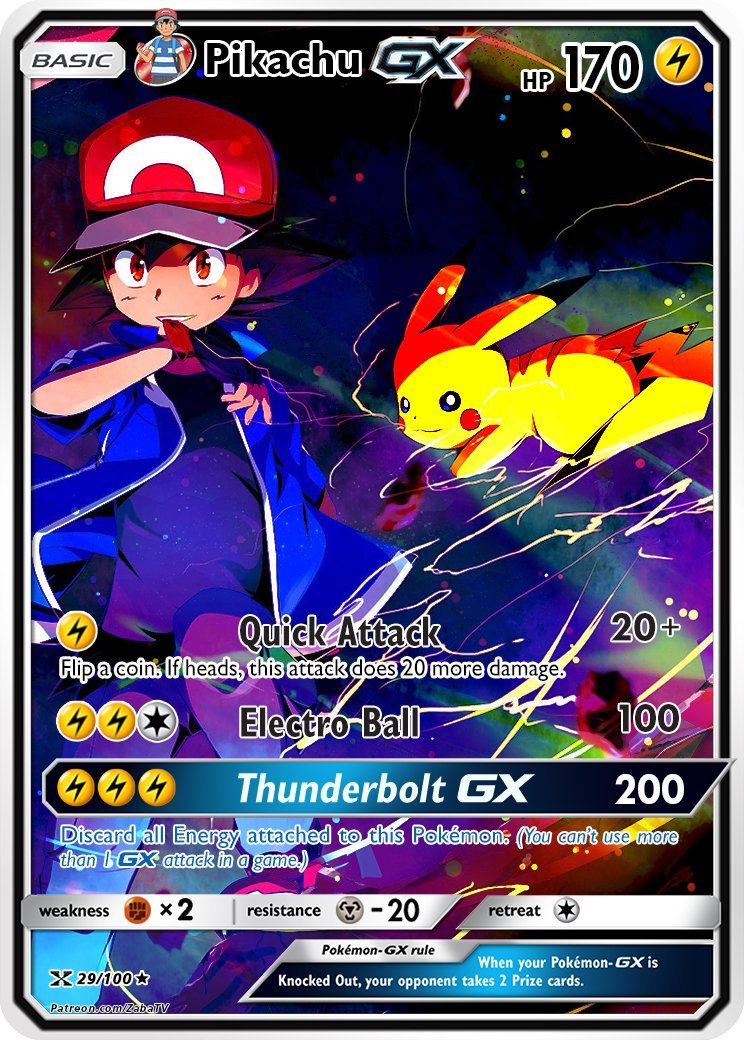 BASIC Pikachu GX HP 170
Quick Attack 20+
Flip a coin. If heads, this attack does 20 more damage.
Electro Ball 100
Thunderbolt GX 200
Discard all Energy attached to this Pokémon. (You can't use more
than 1 GX attack in a game.)
weakness ×2 resistance -20 retreat
Pokémon-GX rule
When your Pokémon-GX is
Knocked Out, your opponent takes 2 Prize cards.
29/100
Patreon.com/ZabaTV